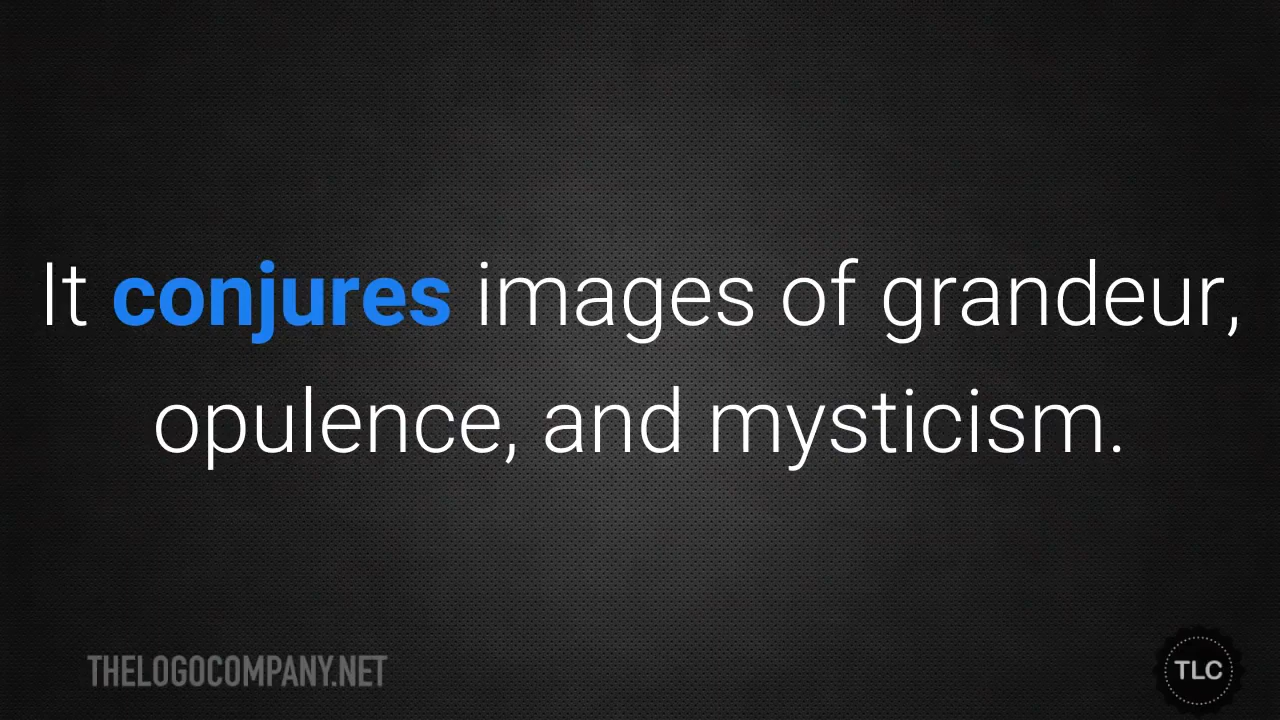 It conjures images of grandeur,
opulence, and mysticism.
THELOGOCOMPANY.NET
TLC